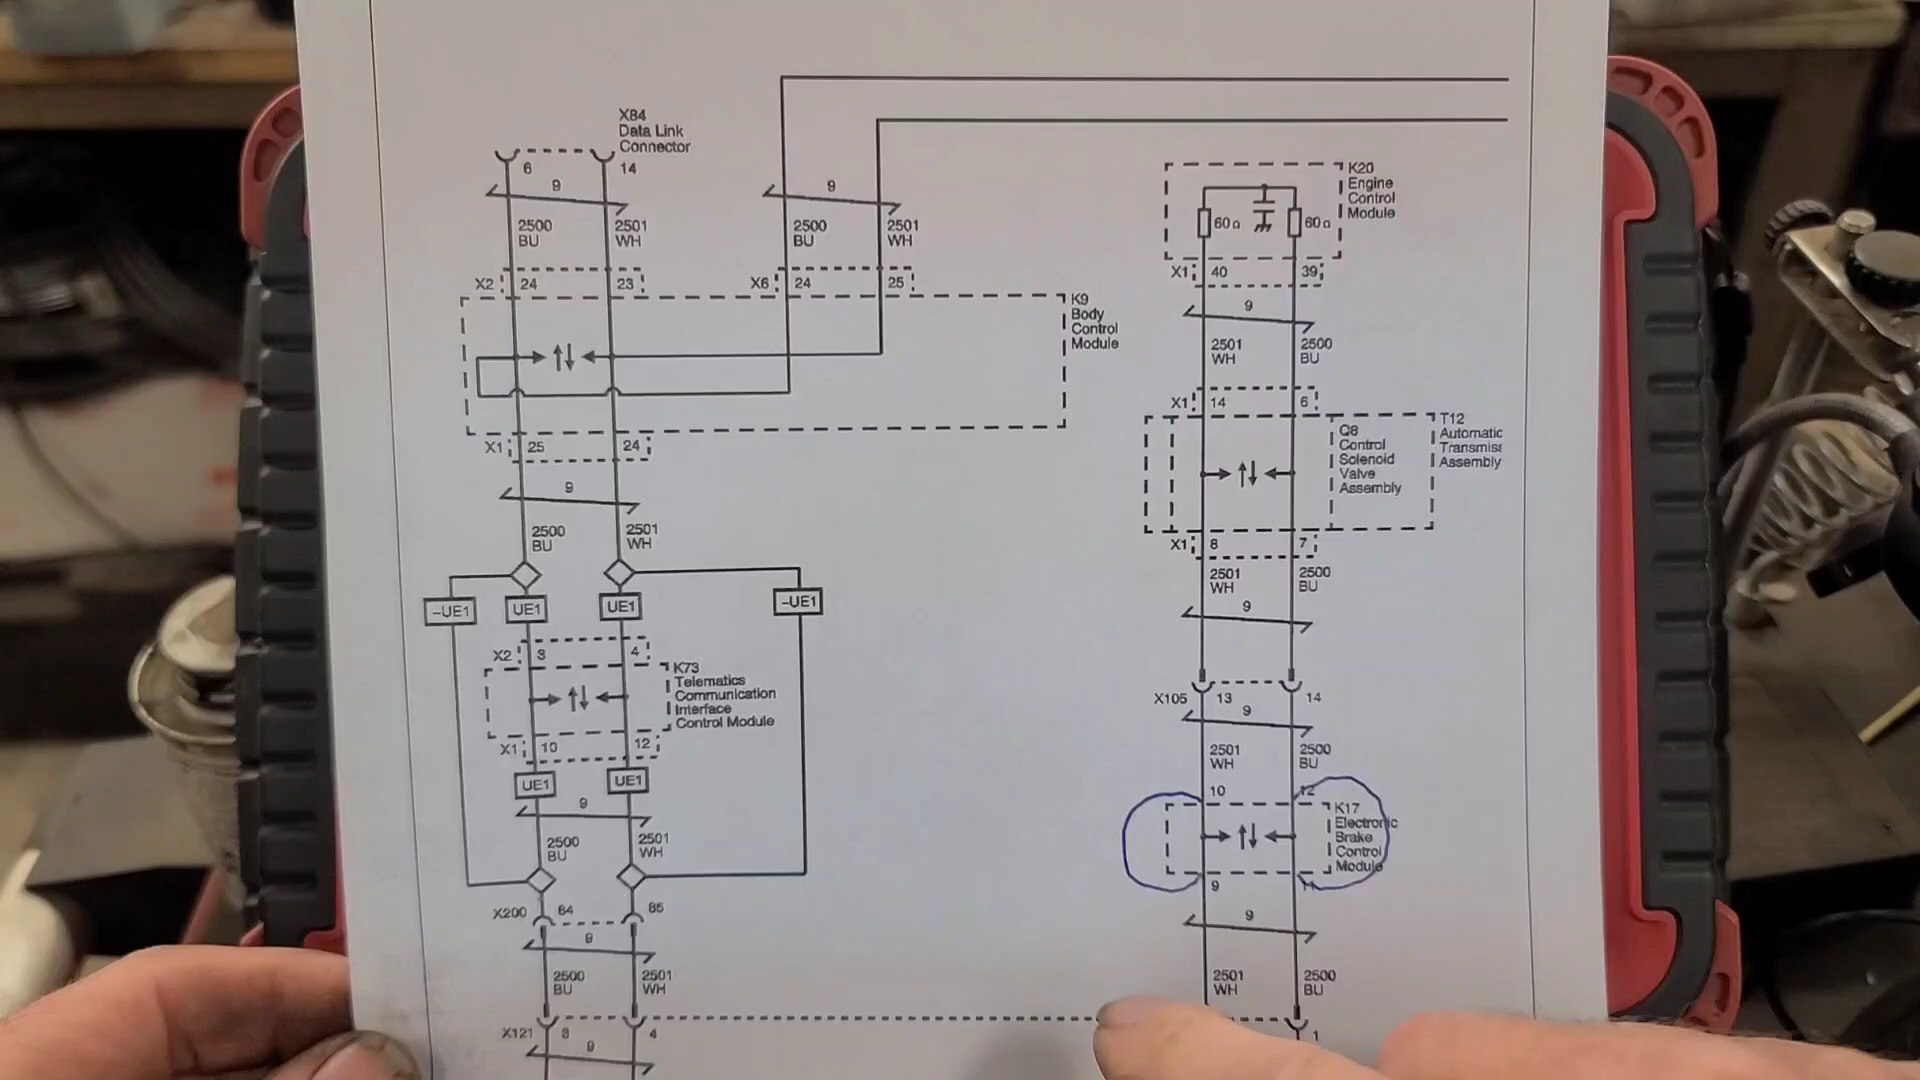 X84
Data Link
Connector
6
14
9
2500
BU
2501
WH
9
2500
BU
2501
WH
X2
24
23
X6
24
25
K9
Body
Control
Module
X1
25
24
9
2500
BU
2501
WH
-UE1
UE1
UE1
-UE1
X2
3
4
K73
Telematics
Communication
Interface
Control Module
X1
10
12
UE1
UE1
9
2500
BU
2501
WH
X200
64
65
9
2500
BU
2501
WH
X121
3
4
9
K20
Engine
Control
Module
60Ω
60Ω
X1
40
39
9
2501
WH
2500
BU
X1
14
6
Q8
Control
Solenoid
Valve
Assembly
T12
Automatic
Transmiss
Assembly
X1
8
7
2501
WH
2500
BU
9
X105
13
14
9
2501
WH
2500
BU
10
12
K17
Electronic
Brake
Control
Module
9
11
9
2501
WH
2500
BU
1